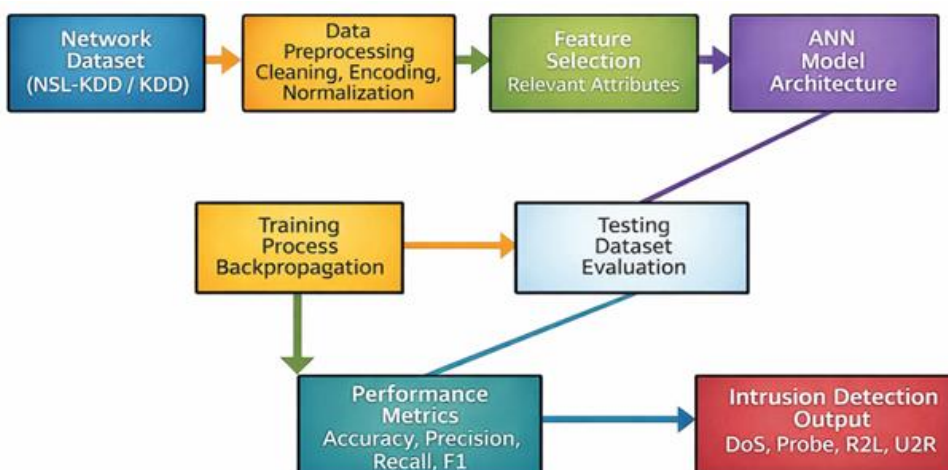 Network
Dataset
(NSL-KDD / KDD)
Data
Preprocessing
Cleaning, Encoding,
Normalization
Feature
Selection
Relevant Attributes
ANN
Model
Architecture
Training
Process
Backpropagation
Testing
Dataset
Evaluation
Performance
Metrics
Accuracy, Precision,
Recall, F1
Intrusion Detection
Output
DoS, Probe, R2L, U2R